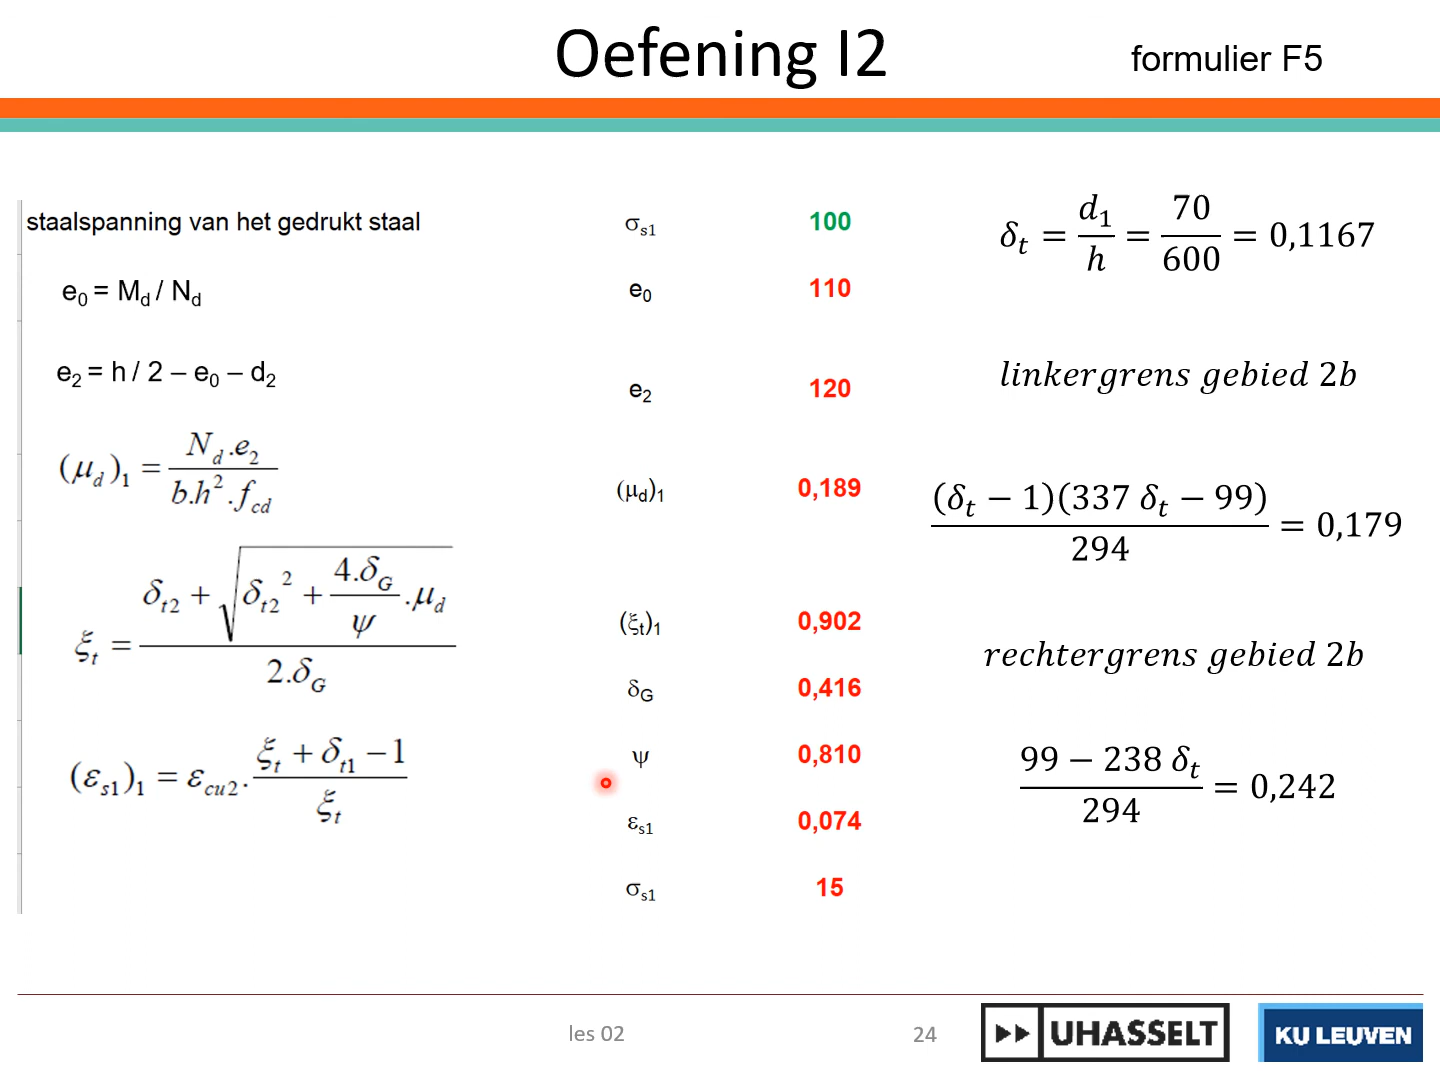 Oefening I2
formulier F5
staalspanning van het gedrukt staal σs1 100
e0 = Md / Nd e0 110
e2 = h / 2 – e0 – d2 e2 120
(μd)1 = Nd.e2 / b.h².fcd (μd)1 0,189
ξt = (δt2 + √(δt2² + 4.δG/ψ .μd)) / 2.δG (ξt)1 0,902
δG 0,416
(εs1)1 = εcu2. (ξt + δt1 − 1) / ξt ψ 0,810
εs1 0,074
σs1 15
δt = d1/h = 70/600 = 0,1167
linkergrens gebied 2b
(δt − 1)(337 δt − 99) / 294 = 0,179
rechtergrens gebied 2b
99 − 238 δt / 294 = 0,242
les 02
24
UHASSELT
KU LEUVEN